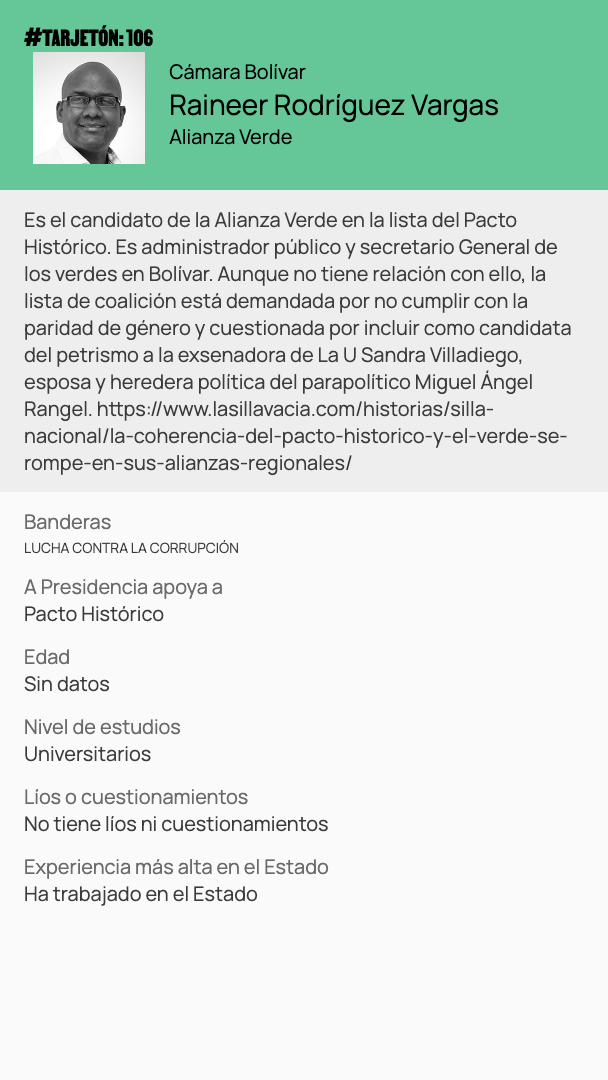 #TARJETÓN: 106
Cámara Bolívar
Raineer Rodríguez Vargas
Alianza Verde
Es el candidato de la Alianza Verde en la lista del Pacto
Histórico. Es administrador público y secretario General de
los verdes en Bolívar. Aunque no tiene relación con ello, la
lista de coalición está demandada por no cumplir con la
paridad de género y cuestionada por incluir como candidata
del petrismo a la exsenadora de La U Sandra Villadiego,
esposa y heredera política del parapolítico Miguel Ángel
Rangel. https://www.lasillavacia.com/historias/silla-
nacional/la-coherencia-del-pacto-historico-y-el-verde-se-
rompe-en-sus-alianzas-regionales/
Banderas
LUCHA CONTRA LA CORRUPCIÓN
A Presidencia apoya a
Pacto Histórico
Edad
Sin datos
Nivel de estudios
Universitarios
Líos o cuestionamientos
No tiene líos ni cuestionamientos
Experiencia más alta en el Estado
Ha trabajado en el Estado